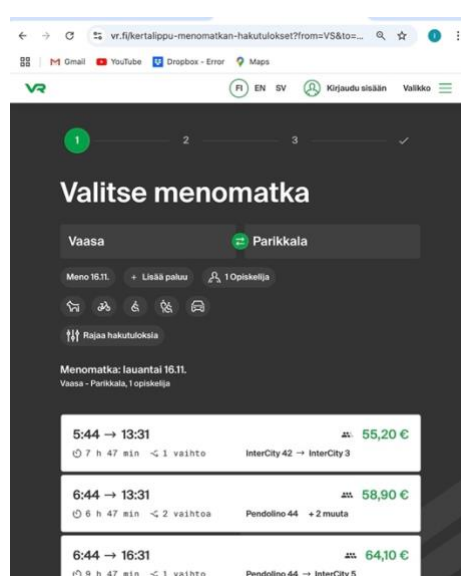 vr.fi/kertalippu-menomatkan-hakutulokset?from=VS&to=...
Gmail YouTube Dropbox - Error Maps
VR FI EN SV Kirjaudu sisään Valikko
1 2 3
Valitse menomatka
Vaasa Parikkala
Meno 16.11. + Lisää paluu 1 Opiskelija
Rajaa hakutuloksia
Menomatka: lauantai 16.11.
Vaasa - Parikkala, 1 opiskelija
5:44 → 13:31 55,20 €
7 h 47 min 1 vaihto InterCity 42 → InterCity 3
6:44 → 13:31 58,90 €
6 h 47 min 2 vaihtoa Pendolino 44 + 2 muuta
6:44 → 16:31 64,10 €
9 h 47 min 1 vaihto Pendolino 44 → InterCity 5